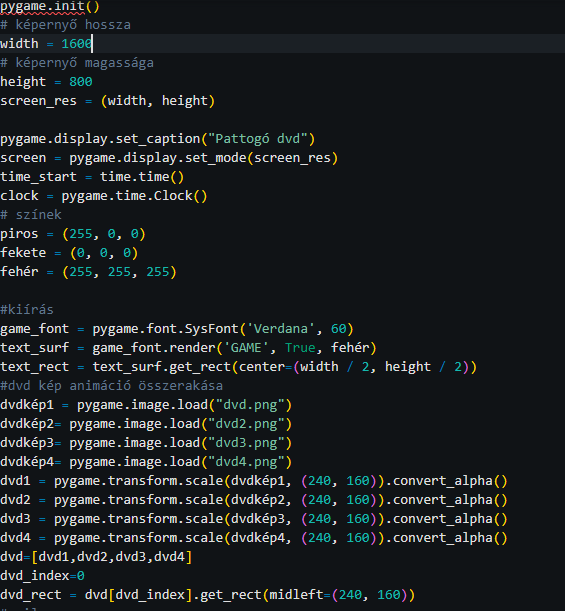 pygame.init()
# képernyő hossza
width = 1600
# képernyő magassága
height = 800
screen_res = (width, height)
pygame.display.set_caption("Pattogó dvd")
screen = pygame.display.set_mode(screen_res)
time_start = time.time()
clock = pygame.time.Clock()
# színek
piros = (255, 0, 0)
fekete = (0, 0, 0)
fehér = (255, 255, 255)
#kiírás
game_font = pygame.font.SysFont('Verdana', 60)
text_surf = game_font.render('GAME', True, fehér)
text_rect = text_surf.get_rect(center=(width / 2, height / 2))
#dvd kép animáció összerakása
dvdkép1 = pygame.image.load("dvd.png")
dvdkép2= pygame.image.load("dvd2.png")
dvdkép3= pygame.image.load("dvd3.png")
dvdkép4= pygame.image.load("dvd4.png")
dvd1 = pygame.transform.scale(dvdkép1, (240, 160)).convert_alpha()
dvd2 = pygame.transform.scale(dvdkép2, (240, 160)).convert_alpha()
dvd3 = pygame.transform.scale(dvdkép3, (240, 160)).convert_alpha()
dvd4 = pygame.transform.scale(dvdkép4, (240, 160)).convert_alpha()
dvd=[dvd1,dvd2,dvd3,dvd4]
dvd_index=0
dvd_rect = dvd[dvd_index].get_rect(midleft=(240, 160))